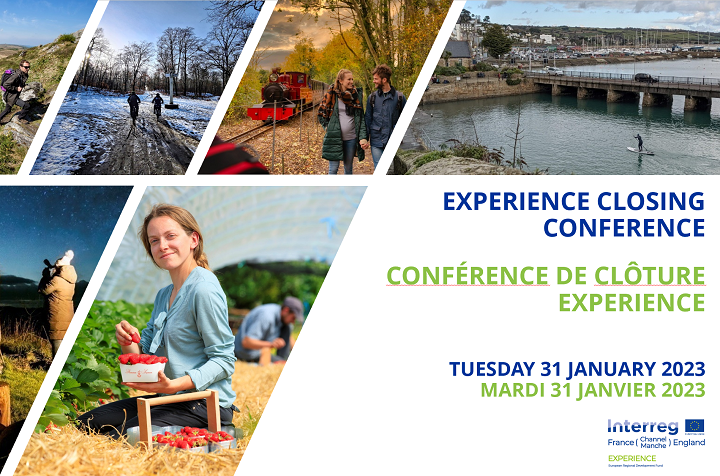 EXPERIENCE CLOSING
CONFERENCE
CONFÉRENCE DE CLÔTURE
EXPERIENCE
TUESDAY 31 JANUARY 2023
MARDI 31 JANVIER 2023
Interreg
France ( Channel Manche ) England
EXPERIENCE
European Regional Development Fund